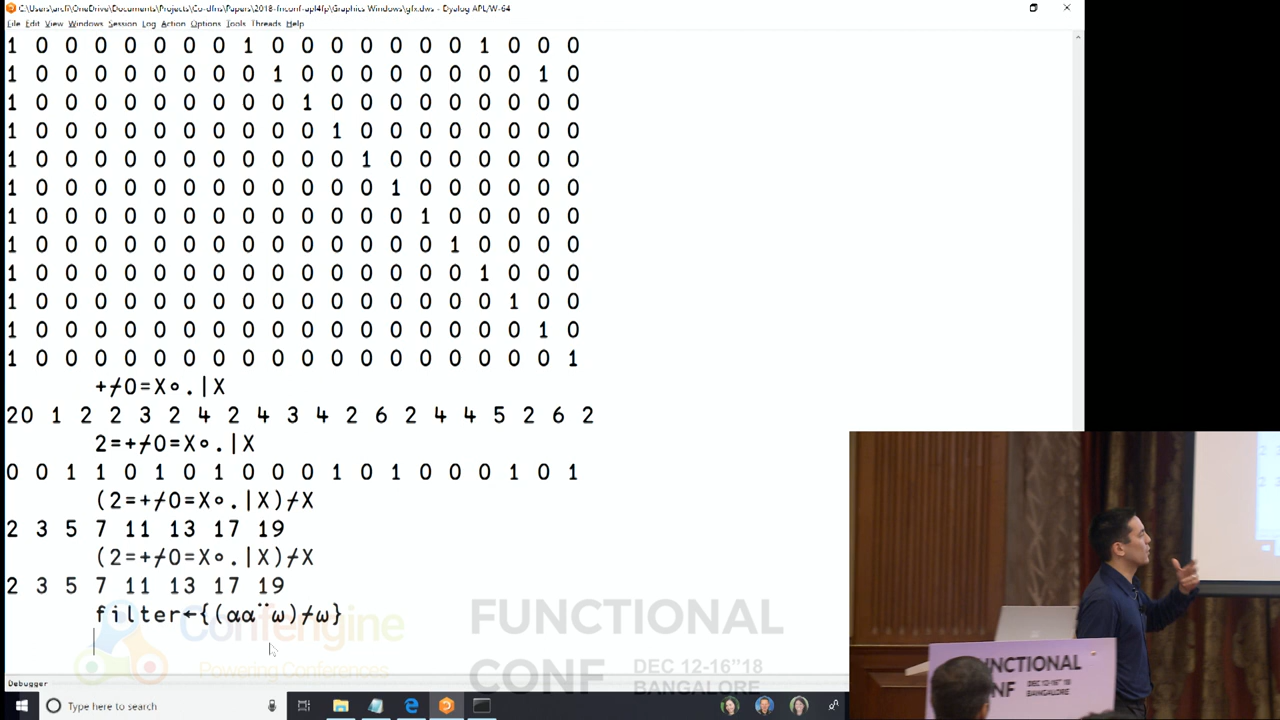 C:\Users\arcfi\OneDrive\Documents\Projects\Co-dfns\Papers\2018-fnconf-apl4fp\Graphics Windows\gfx.dws - Dyalog APL/W-64
File Edit View Windows Session Log Action Options Tools Threads Help
1 0 0 0 0 0 0 0 1 0 0 0 0 0 0 0 1 0 0 0
1 0 0 0 0 0 0 0 0 1 0 0 0 0 0 0 0 0 1 0
1 0 0 0 0 0 0 0 0 0 1 0 0 0 0 0 0 0 0 0
1 0 0 0 0 0 0 0 0 0 0 1 0 0 0 0 0 0 0 0
1 0 0 0 0 0 0 0 0 0 0 0 1 0 0 0 0 0 0 0
1 0 0 0 0 0 0 0 0 0 0 0 0 1 0 0 0 0 0 0
1 0 0 0 0 0 0 0 0 0 0 0 0 0 1 0 0 0 0 0
1 0 0 0 0 0 0 0 0 0 0 0 0 0 0 1 0 0 0 0
1 0 0 0 0 0 0 0 0 0 0 0 0 0 0 0 1 0 0 0
1 0 0 0 0 0 0 0 0 0 0 0 0 0 0 0 0 1 0 0
1 0 0 0 0 0 0 0 0 0 0 0 0 0 0 0 0 0 1 0
1 0 0 0 0 0 0 0 0 0 0 0 0 0 0 0 0 0 0 1
+⌿0=X∘.|X
20 1 2 2 3 2 4 2 4 3 4 2 6 2 4 4 5 2 6 2
2=+⌿0=X∘.|X
0 0 1 1 0 1 0 1 0 0 0 1 0 1 0 0 0 1 0 1
(2=+⌿0=X∘.|X)⌿X
2 3 5 7 11 13 17 19
(2=+⌿0=X∘.|X)⌿X
2 3 5 7 11 13 17 19
filter←{(⍺⍺¨⍵)⌿⍵}
Confengine
Powering Conferences
FUNCTIONAL
CONF
DEC 12-16"18
BANGALORE
Debugger
Type here to search